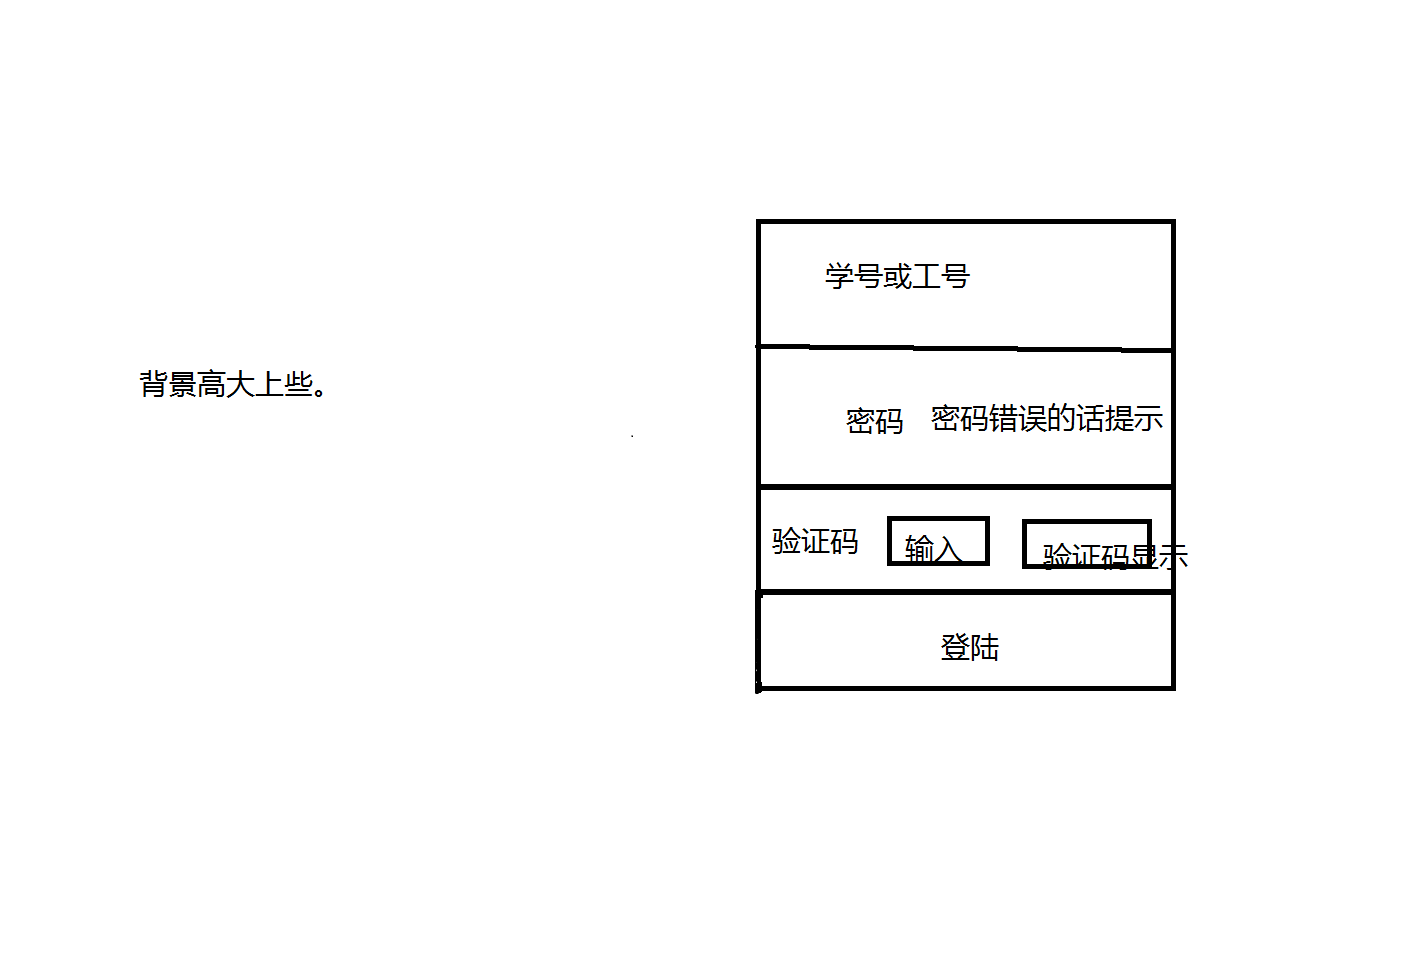 学号或工号
背景高大上些。
密码 密码错误的话提示
验证码 输入 验证码显示
登陆